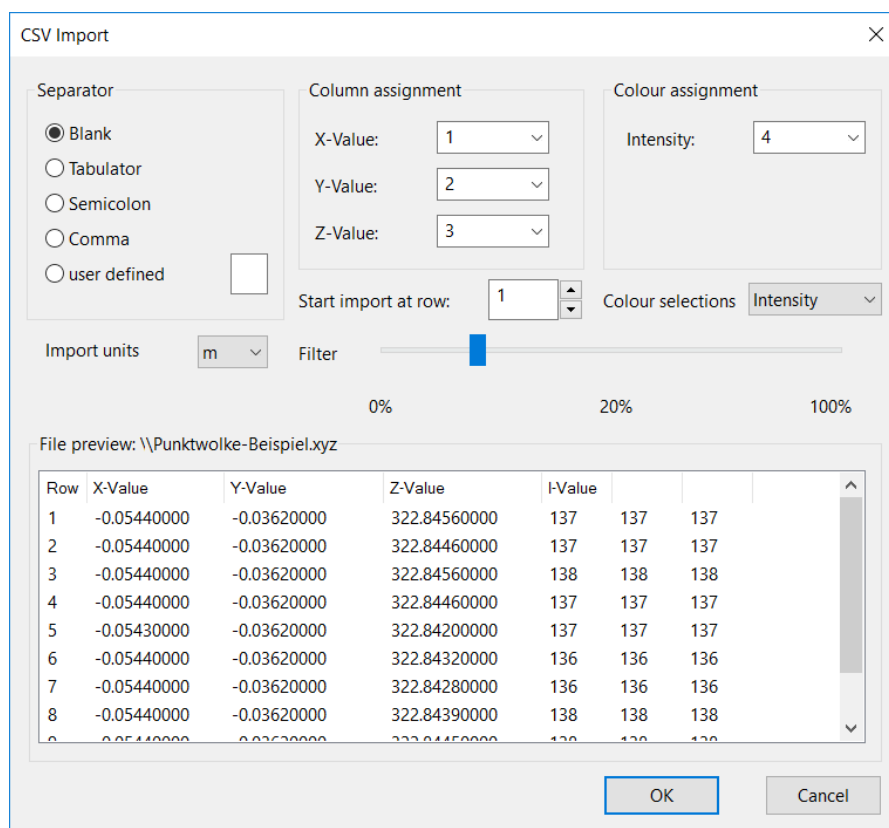 CSV Import
Separator
Blank
Tabulator
Semicolon
Comma
user defined
Column assignment
X-Value: 1
Y-Value: 2
Z-Value: 3
Colour assignment
Intensity: 4
Start import at row: 1
Colour selections Intensity
Import units m
Filter
0% 20% 100%
File preview: \\Punktwolke-Beispiel.xyz
Row X-Value Y-Value Z-Value I-Value
1 -0.05440000 -0.03620000 322.84560000 137 137 137
2 -0.05440000 -0.03620000 322.84460000 137 137 137
3 -0.05440000 -0.03620000 322.84560000 138 138 138
4 -0.05440000 -0.03620000 322.84460000 137 137 137
5 -0.05430000 -0.03620000 322.84200000 137 137 137
6 -0.05440000 -0.03620000 322.84320000 136 136 136
7 -0.05440000 -0.03620000 322.84280000 136 136 136
8 -0.05440000 -0.03620000 322.84390000 138 138 138
OK Cancel